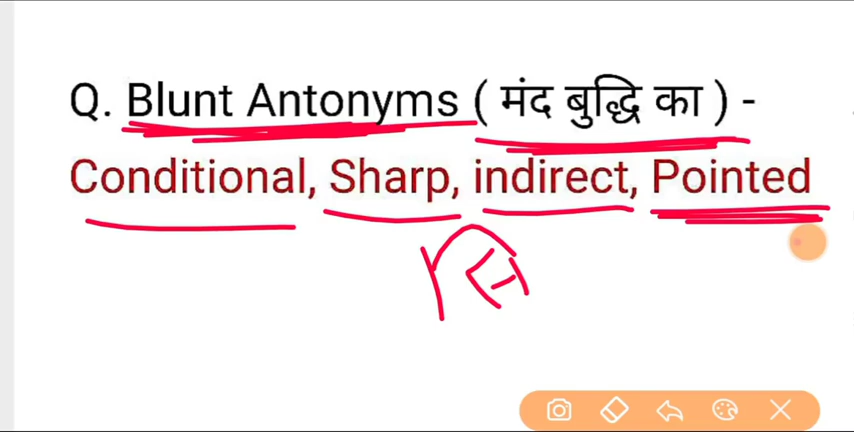 Q. Blunt Antonyms ( मंद बुद्धि का ) -
Conditional, Sharp, indirect, Pointed